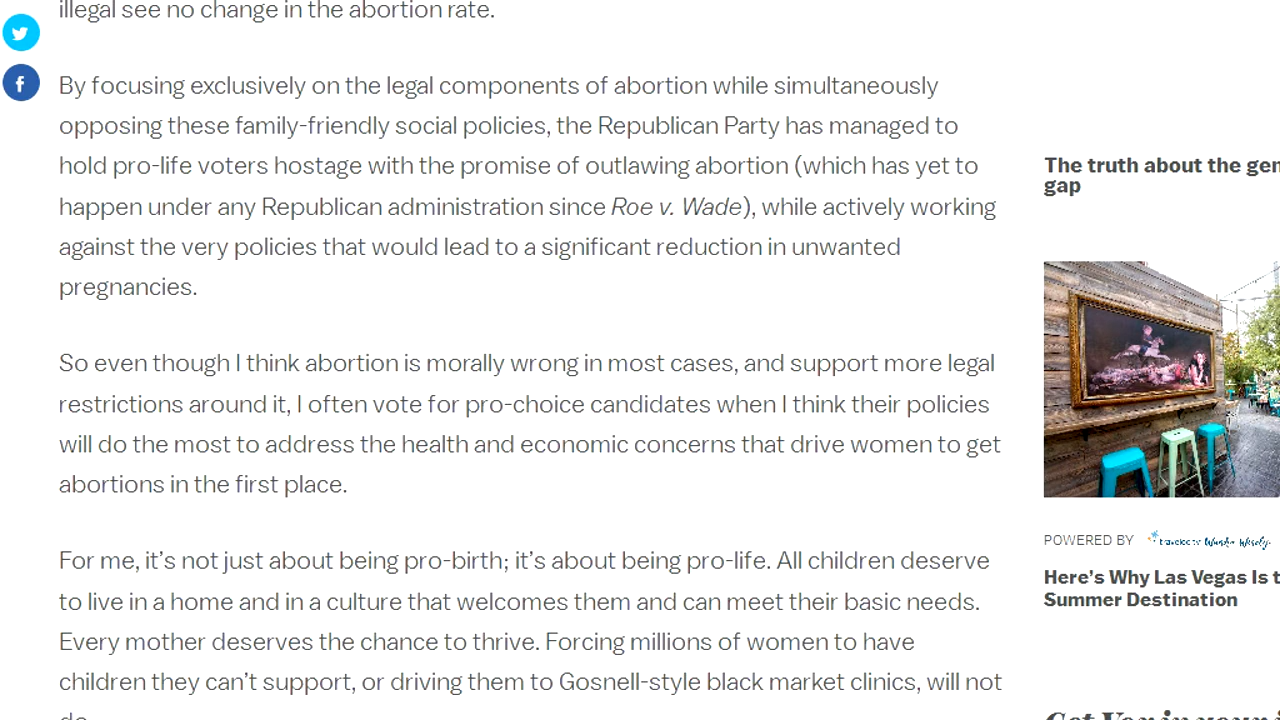 illegal see no change in the abortion rate.
By focusing exclusively on the legal components of abortion while simultaneously
opposing these family-friendly social policies, the Republican Party has managed to
hold pro-life voters hostage with the promise of outlawing abortion (which has yet to
happen under any Republican administration since Roe v. Wade), while actively working
against the very policies that would lead to a significant reduction in unwanted
pregnancies.
So even though I think abortion is morally wrong in most cases, and support more legal
restrictions around it, I often vote for pro-choice candidates when I think their policies
will do the most to address the health and economic concerns that drive women to get
abortions in the first place.
For me, it's not just about being pro-birth; it's about being pro-life. All children deserve
to live in a home and in a culture that welcomes them and can meet their basic needs.
Every mother deserves the chance to thrive. Forcing millions of women to have
children they can't support, or driving them to Gosnell-style black market clinics, will not
The truth about the gen
gap
POWERED BY
Here's Why Las Vegas Is t
Summer Destination